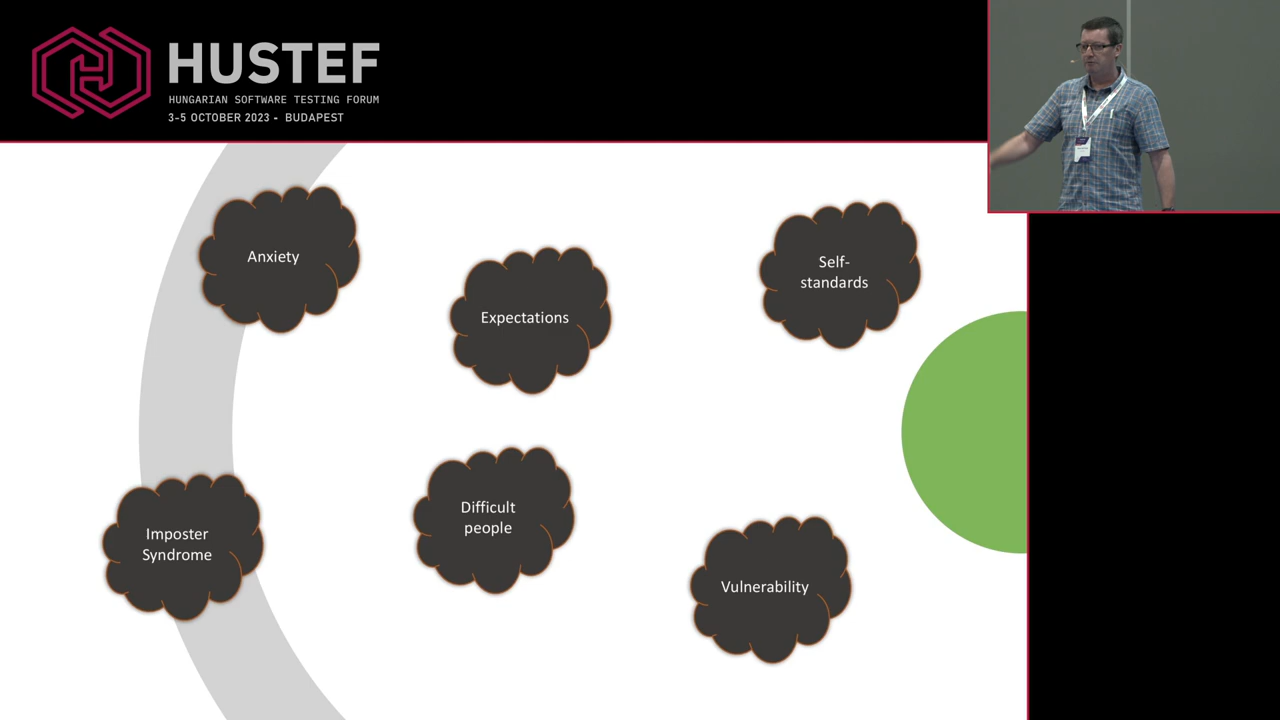 HUSTEF
HUNGARIAN SOFTWARE TESTING FORUM
3-5 OCTOBER 2023 - BUDAPEST
Anxiety
Expectations
Self-
standards
Imposter
Syndrome
Difficult
people
Vulnerability